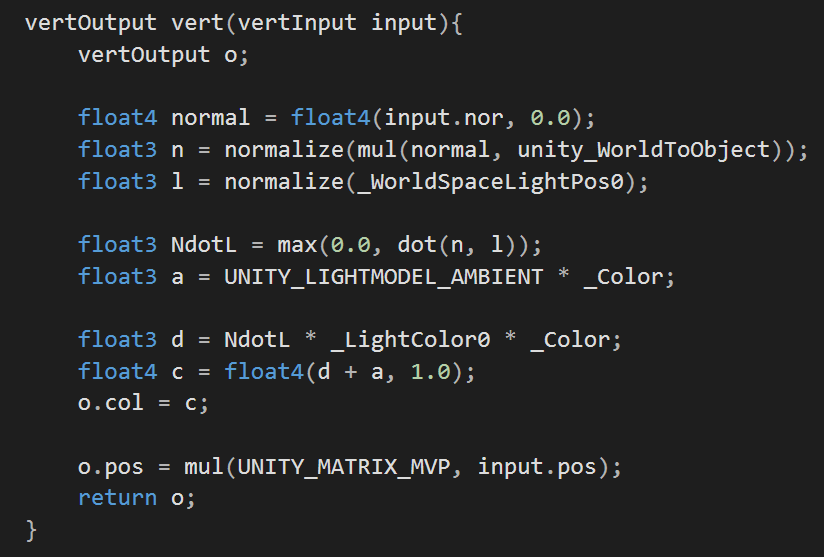 vertOutput vert(vertInput input){
    vertOutput o;

    float4 normal = float4(input.nor, 0.0);
    float3 n = normalize(mul(normal, unity_WorldToObject));
    float3 l = normalize(_WorldSpaceLightPos0);

    float3 NdotL = max(0.0, dot(n, l));
    float3 a = UNITY_LIGHTMODEL_AMBIENT * _Color;

    float3 d = NdotL * _LightColor0 * _Color;
    float4 c = float4(d + a, 1.0);
    o.col = c;

    o.pos = mul(UNITY_MATRIX_MVP, input.pos);
    return o;
}